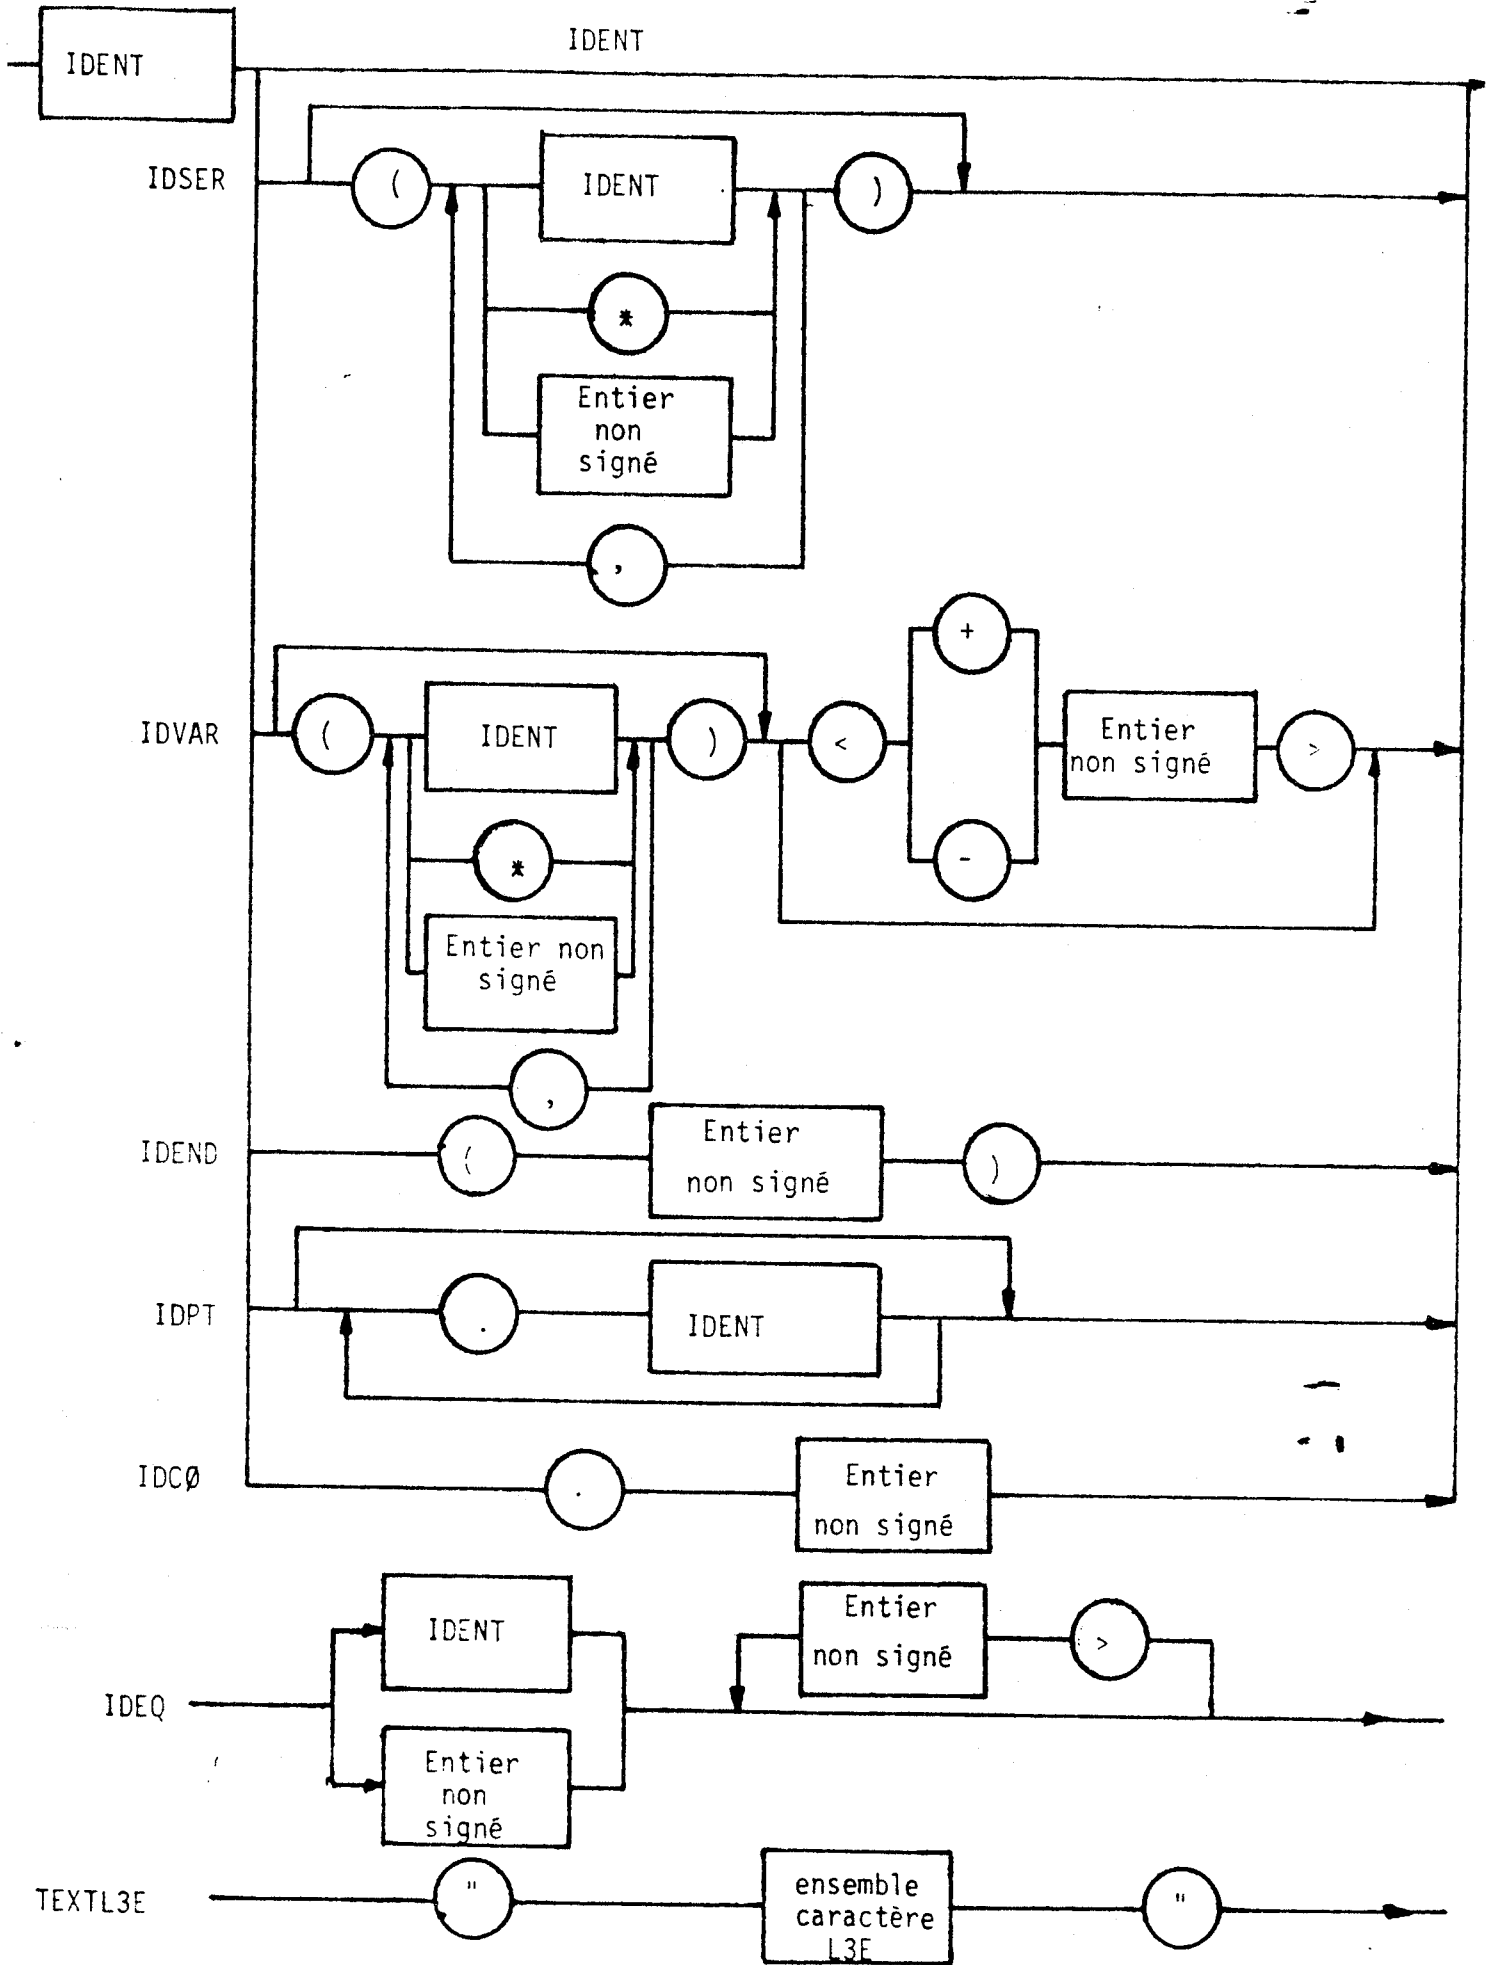 IDENT
IDENT
IDSER
(
IDENT
)
*
Entier
non
signé
,
+
IDVAR
(
IDENT
)
<
Entier
non signé
>
*
-
Entier non
signé
,
IDEND
(
Entier
non signé
)
IDPT
.
IDENT
IDCØ
.
Entier
non signé
IDENT
Entier
non signé
>
IDEQ
Entier
non
signé
TEXTL3E
"
ensemble
caractère
L3E
"